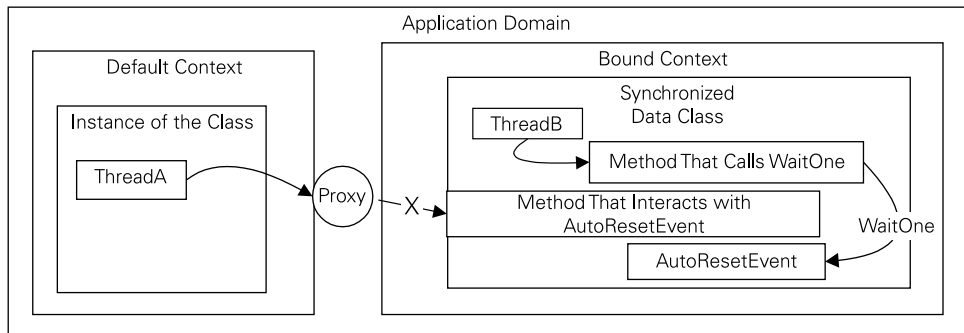 Application Domain
Default Context
Instance of the Class
ThreadA
Proxy
X
Bound Context
Synchronized
Data Class
ThreadB
Method That Calls WaitOne
Method That Interacts with
AutoResetEvent
WaitOne
AutoResetEvent